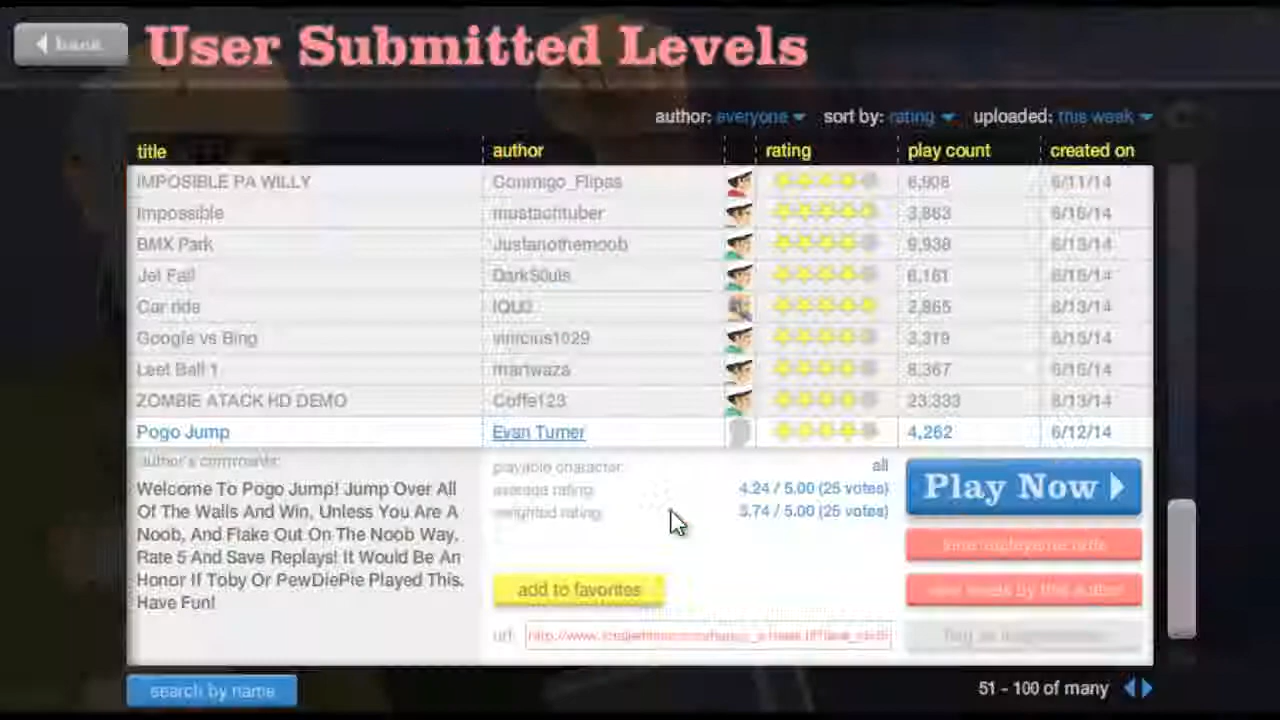 back
User Submitted Levels
author: everyone sort by: rating uploaded: this week
title author rating play count created on
IMPOSIBLE PA WILLY Conmigo_Flipas 6,908 6/11/14
Impossible mustachtuber 3,863 6/16/14
BMX Park Justanothernoob 9,938 6/13/14
Jet Fail DarkS0uls 6,161 6/15/14
Car ride 2,865 6/13/14
Google vs Bing vinicius1029 3,319 6/15/14
Leet Ball 1 martwaza 8,367 6/16/14
ZOMBIE ATACK HD DEMO Coffe123 23,333 6/13/14
Pogo Jump Evan Turner 4,262 6/12/14
author's comments:
Welcome To Pogo Jump! Jump Over All
Of The Walls And Win, Unless You Are A
Noob, And Flake Out On The Noob Way.
Rate 5 And Save Replays! It Would Be An
Honor If Toby Or PewDiePie Played This.
Have Fun!
playable character: all
average rating: 4.24 / 5.00 (25 votes)
weighted rating: 3.74 / 5.00 (25 votes)
add to favorites
url:
Play Now
view levels by this author
search by name
51 - 100 of many